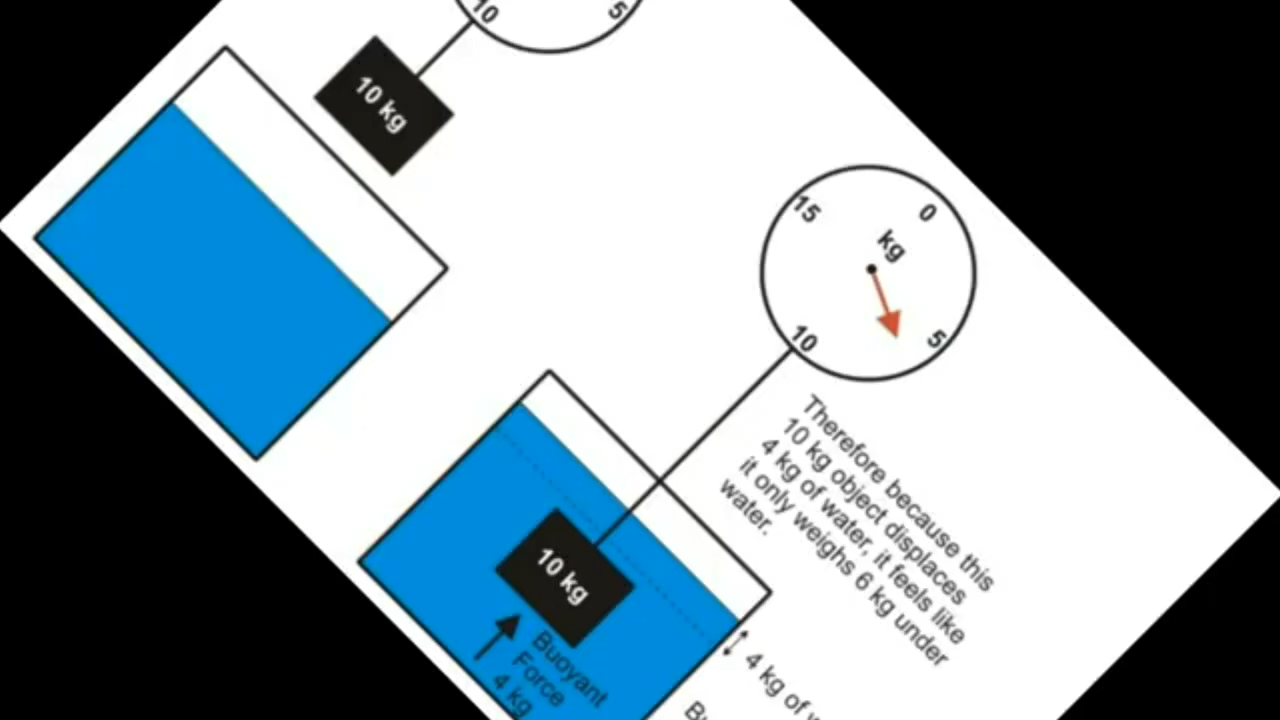 10
5
10 kg
15
0
kg
10
5
Therefore because this
10 kg object displaces
4 kg of water, it feels like
it only weighs 6 kg under
water.
10 kg
Buoyant
Force
4 kg
4 kg of